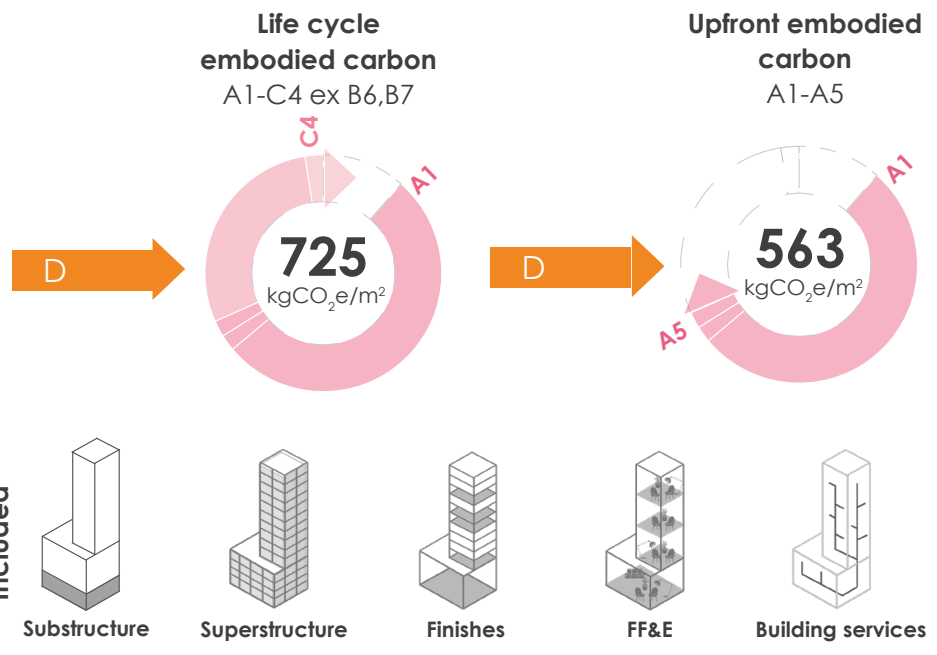 Life cycle
embodied carbon
A1-C4 ex B6,B7
Upfront embodied
carbon
A1-A5
C4
A1
D
725
kgCO₂e/m²
A1
D
563
kgCO₂e/m²
A5
Included
Substructure
Superstructure
Finishes
FF&E
Building services